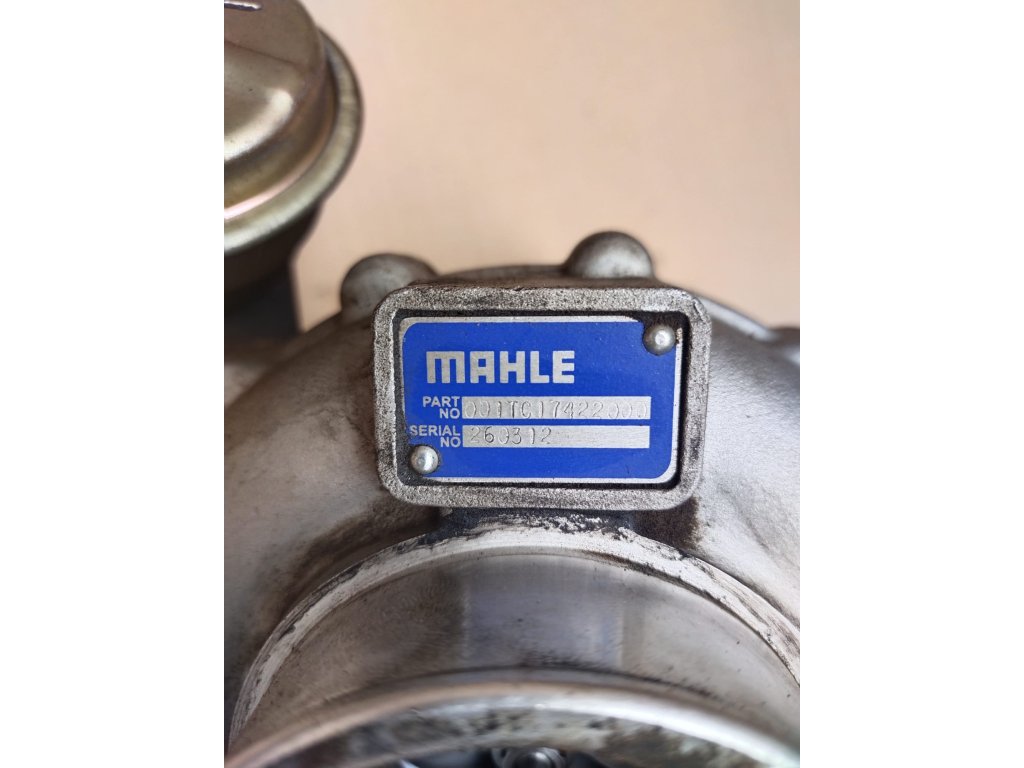 MAHLE
PART NO 001TC17422000
SERIAL NO 260312